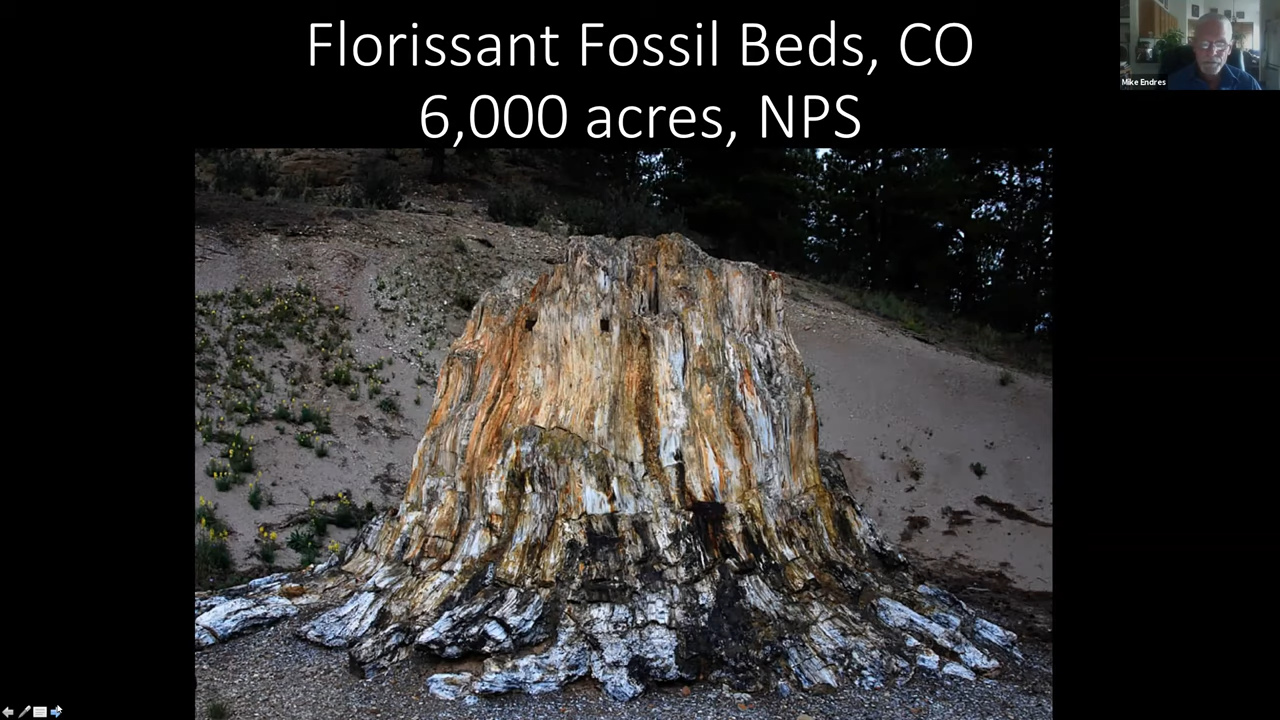 Florissant Fossil Beds, CO
6,000 acres, NPS
Mike Endres